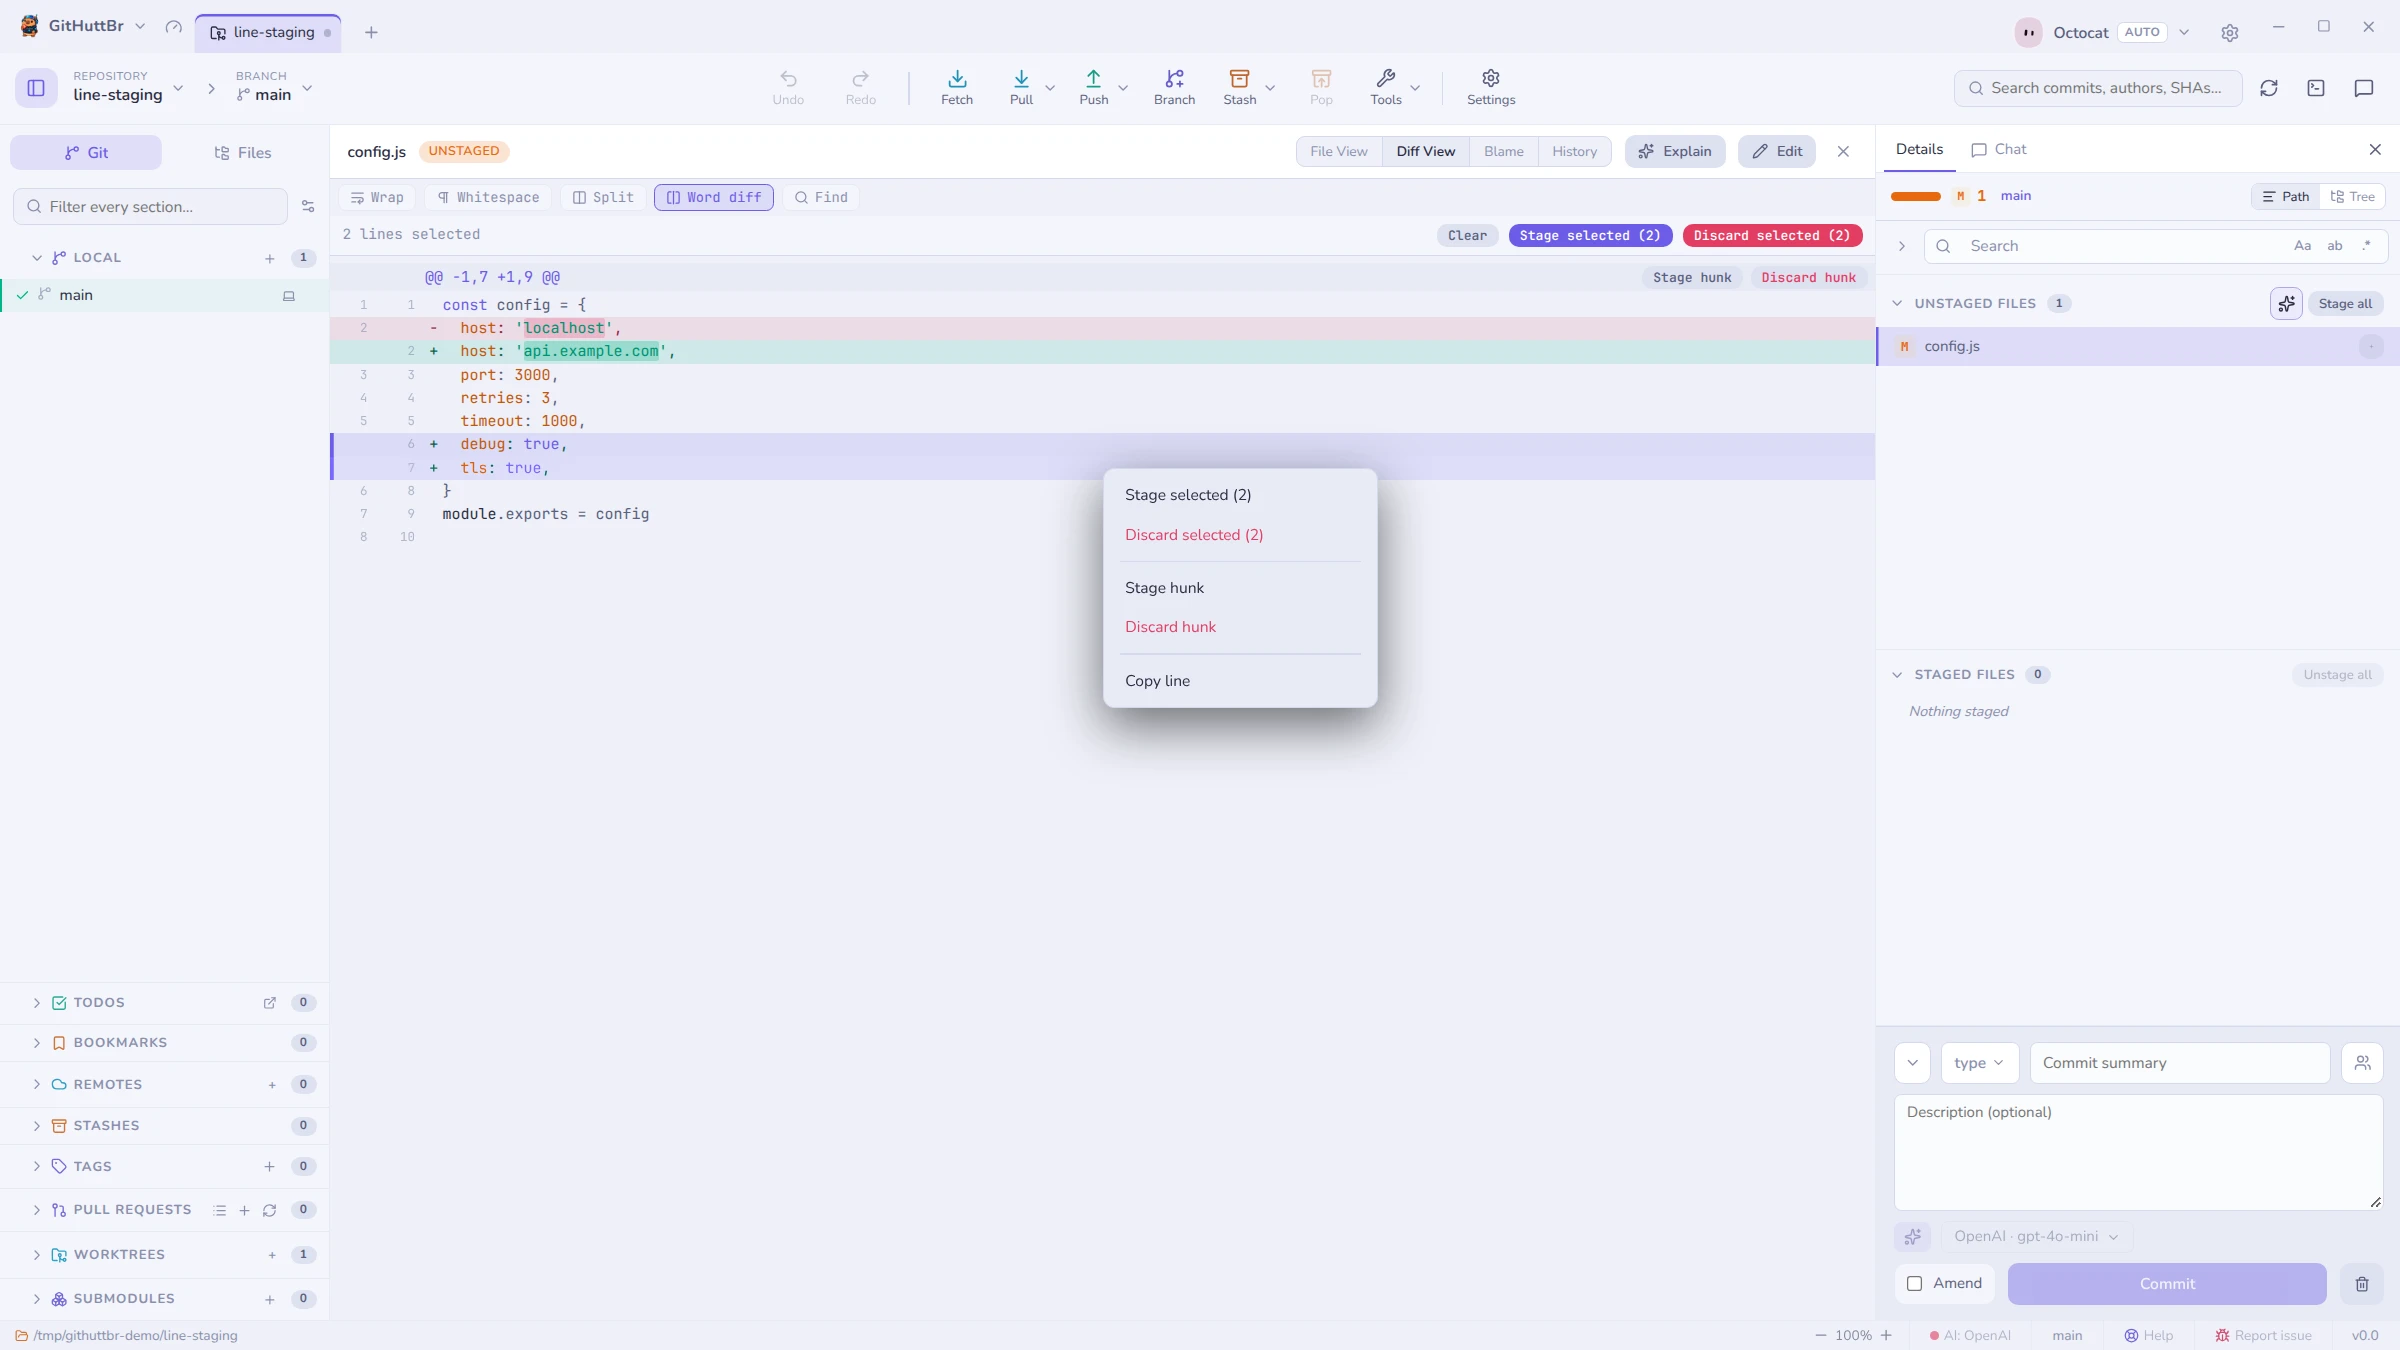 GitHuttBr
line-staging
Octocat AUTO
REPOSITORY
line-staging
BRANCH
main
Undo
Redo
Fetch
Pull
Push
Branch
Stash
Pop
Tools
Settings
Search commits, authors, SHAs...
Git
Files
Filter every section...
LOCAL 1
main
TODOS 0
BOOKMARKS 0
REMOTES 0
STASHES 0
TAGS 0
PULL REQUESTS 0
WORKTREES 1
SUBMODULES 0
config.js UNSTAGED
File View
Diff View
Blame
History
Explain
Edit
Wrap
Whitespace
Split
Word diff
Find
2 lines selected
Clear
Stage selected (2)
Discard selected (2)
@@ -1,7 +1,9 @@
Stage hunk
Discard hunk
1 1 const config = {
2 - host: 'localhost',
2 + host: 'api.example.com',
3 3 port: 3000,
4 4 retries: 3,
5 5 timeout: 1000,
6 + debug: true,
7 + tls: true,
6 8 }
7 9 module.exports = config
8 10
Stage selected (2)
Discard selected (2)
Stage hunk
Discard hunk
Copy line
Details
Chat
M 1 main
Path
Tree
Search
Aa ab .*
UNSTAGED FILES 1
Stage all
M config.js
STAGED FILES 0
Unstage all
Nothing staged
type
Commit summary
Description (optional)
OpenAI · gpt-4o-mini
Amend
Commit
/tmp/githuttbr-demo/line-staging
100%
AI: OpenAI
main
Help
Report issue
v0.0